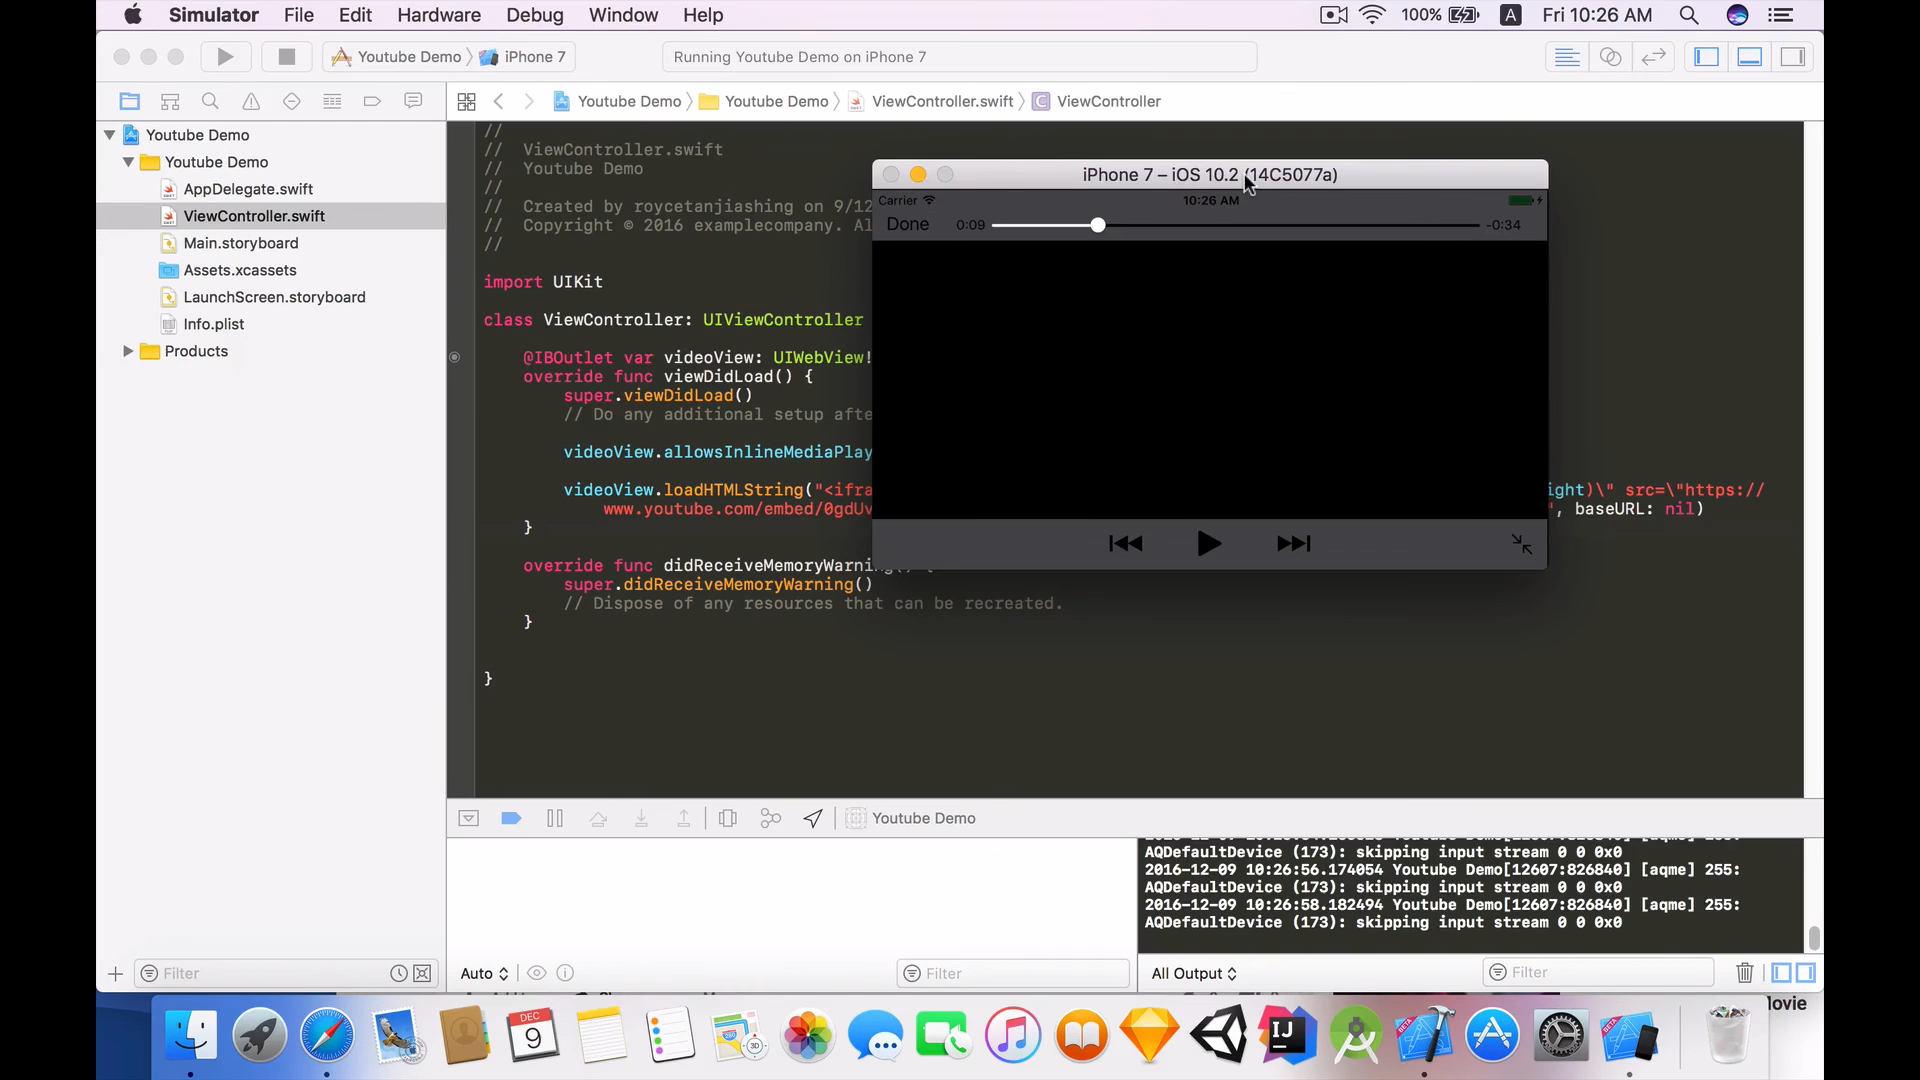 Simulator File Edit Hardware Debug Window Help 100% A Fri 10:26 AM
Youtube Demo iPhone 7 Running Youtube Demo on iPhone 7
Youtube Demo Youtube Demo ViewController.swift C ViewController
Youtube Demo
Youtube Demo
AppDelegate.swift
ViewController.swift
Main.storyboard
Assets.xcassets
LaunchScreen.storyboard
Info.plist
Products
Filter
//
// ViewController.swift
// Youtube Demo
//
// Created by roycetanjiashing on 9/12
// Copyright © 2016 examplecompany. Al
//
import UIKit
class ViewController: UIViewController
@IBOutlet var videoView: UIWebView!
override func viewDidLoad() {
super.viewDidLoad()
// Do any additional setup afte
videoView.allowsInlineMediaPlay
videoView.loadHTMLString("<ifra ight)\" src=\"https://
www.youtube.com/embed/0gdUv ", baseURL: nil)
}
override func didReceiveMemoryWarning() {
super.didReceiveMemoryWarning()
// Dispose of any resources that can be recreated.
}
}
iPhone 7 – iOS 10.2 (14C5077a)
Carrier 10:26 AM
Done 0:09 -0:34
Youtube Demo
AQDefaultDevice (173): skipping input stream 0 0 0x0
2016-12-09 10:26:56.174054 Youtube Demo[12607:826840] [aqme] 255:
AQDefaultDevice (173): skipping input stream 0 0 0x0
2016-12-09 10:26:58.182494 Youtube Demo[12607:826840] [aqme] 255:
AQDefaultDevice (173): skipping input stream 0 0 0x0
Auto Filter
All Output Filter
Movie
DEC
9
3D
IJ
BETA
BETA